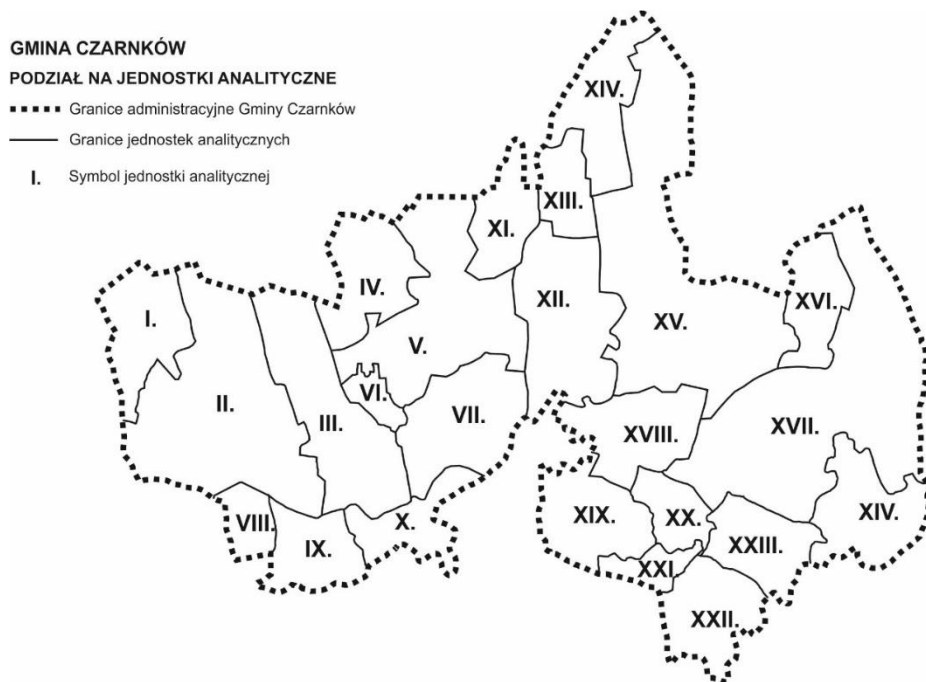 GMINA CZARNKÓW
PODZIAŁ NA JEDNOSTKI ANALITYCZNE
Granice administracyjne Gminy Czarnków
Granice jednostek analitycznych
I. Symbol jednostki analitycznej
XIV.
XIII.
XI.
IV.
XII.
XVI.
I.
XV.
V.
VI.
II.
VII.
III.
XVIII.
XVII.
VIII.
X.
XIX.
XX.
XIV.
IX.
XXIII.
XXI.
XXII.